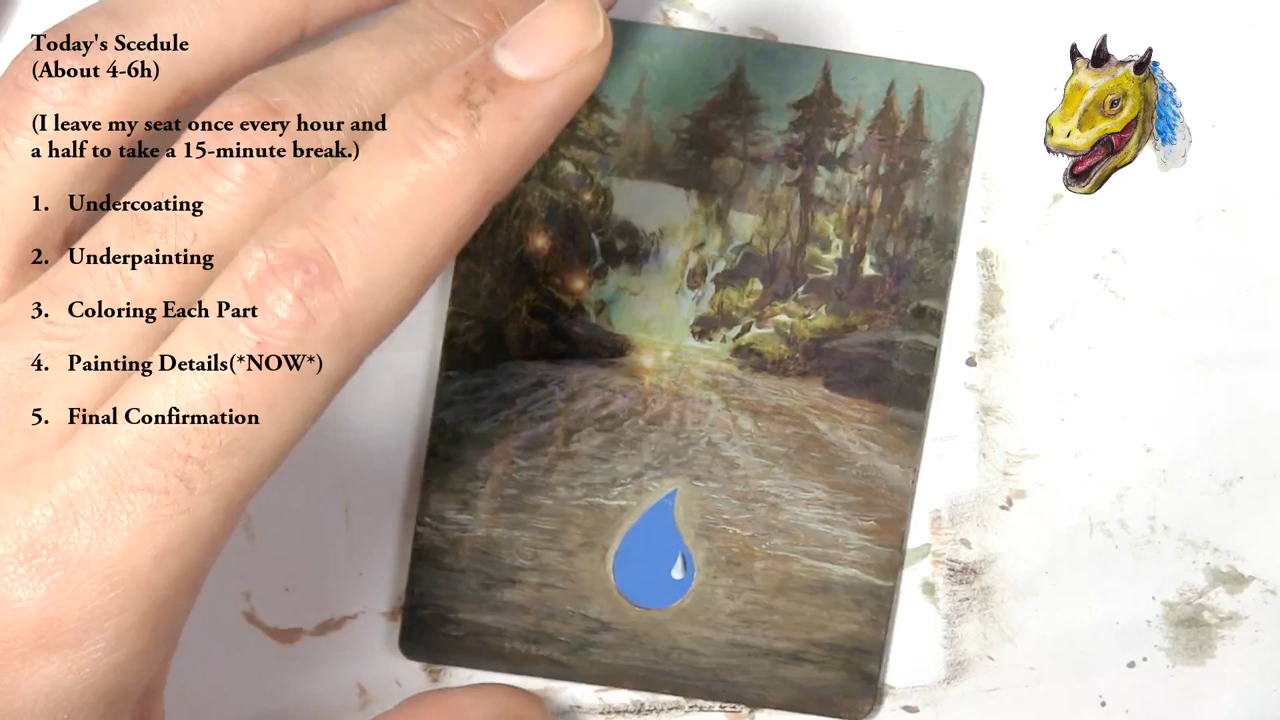 Today's Scedule
(About 4-6h)
(I leave my seat once every hour and
a half to take a 15-minute break.)
1. Undercoating
2. Underpainting
3. Coloring Each Part
4. Painting Details(*NOW*)
5. Final Confirmation